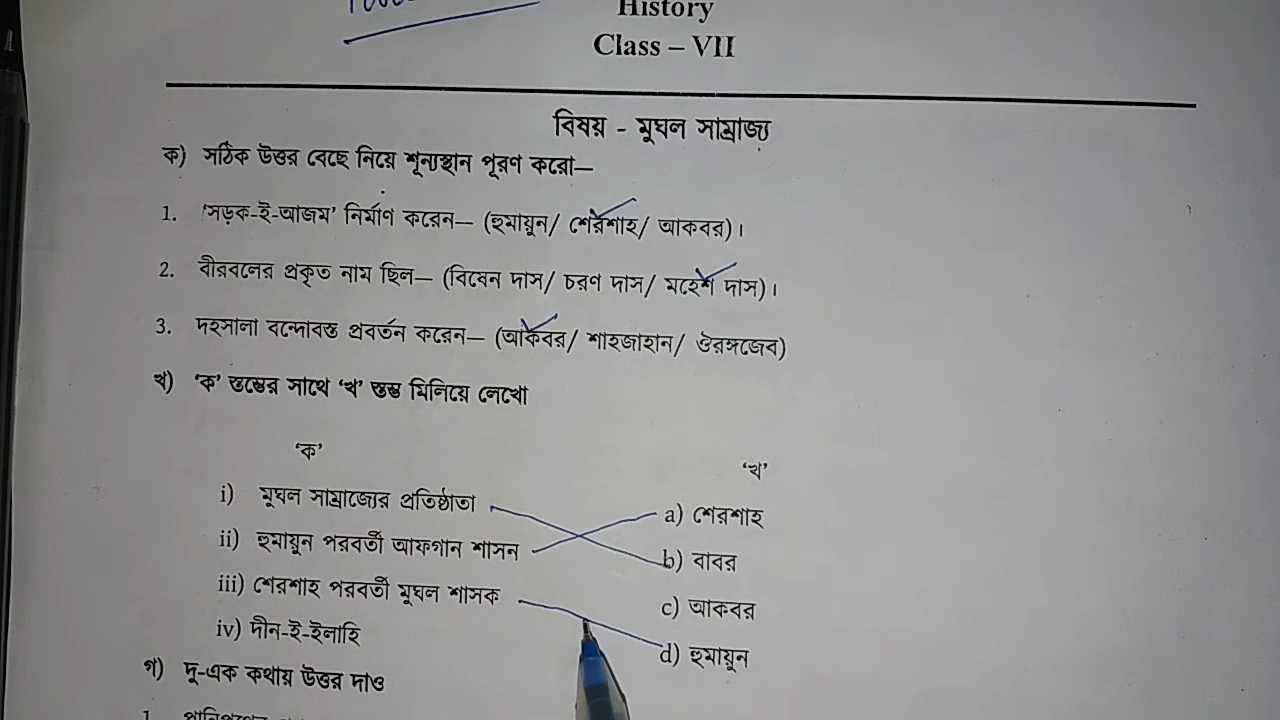 History
Class – VII
বিষয় - মুঘল সাম্রাজ্য
ক) সঠিক উত্তর বেছে নিয়ে শূন্যস্থান পূরণ করো—
1. ‘সড়ক-ই-আজম’ নির্মাণ করেন— (হুমায়ূন/ শেরশাহ/ আকবর)।
2. বীরবলের প্রকৃত নাম ছিল— (বিবেন দাস/ চরণ দাস/ মহেশ দাস)।
3. দহসালা বন্দোবস্ত প্রবর্তন করেন— (আকবর/ শাহজাহান/ ঔরঙ্গজেব)
খ) ‘ক’ স্তম্ভের সাথে ‘খ’ স্তম্ভ মিলিয়ে লেখো
‘ক’
‘খ’
i) মুঘল সাম্রাজ্যের প্রতিষ্ঠাতা a) শেরশাহ
ii) হুমায়ূন পরবর্তী আফগান শাসন b) বাবর
iii) শেরশাহ পরবর্তী মুঘল শাসক c) আকবর
iv) দীন-ই-ইলাহি d) হুমায়ূন
গ) দু-এক কথায় উত্তর দাও
1.